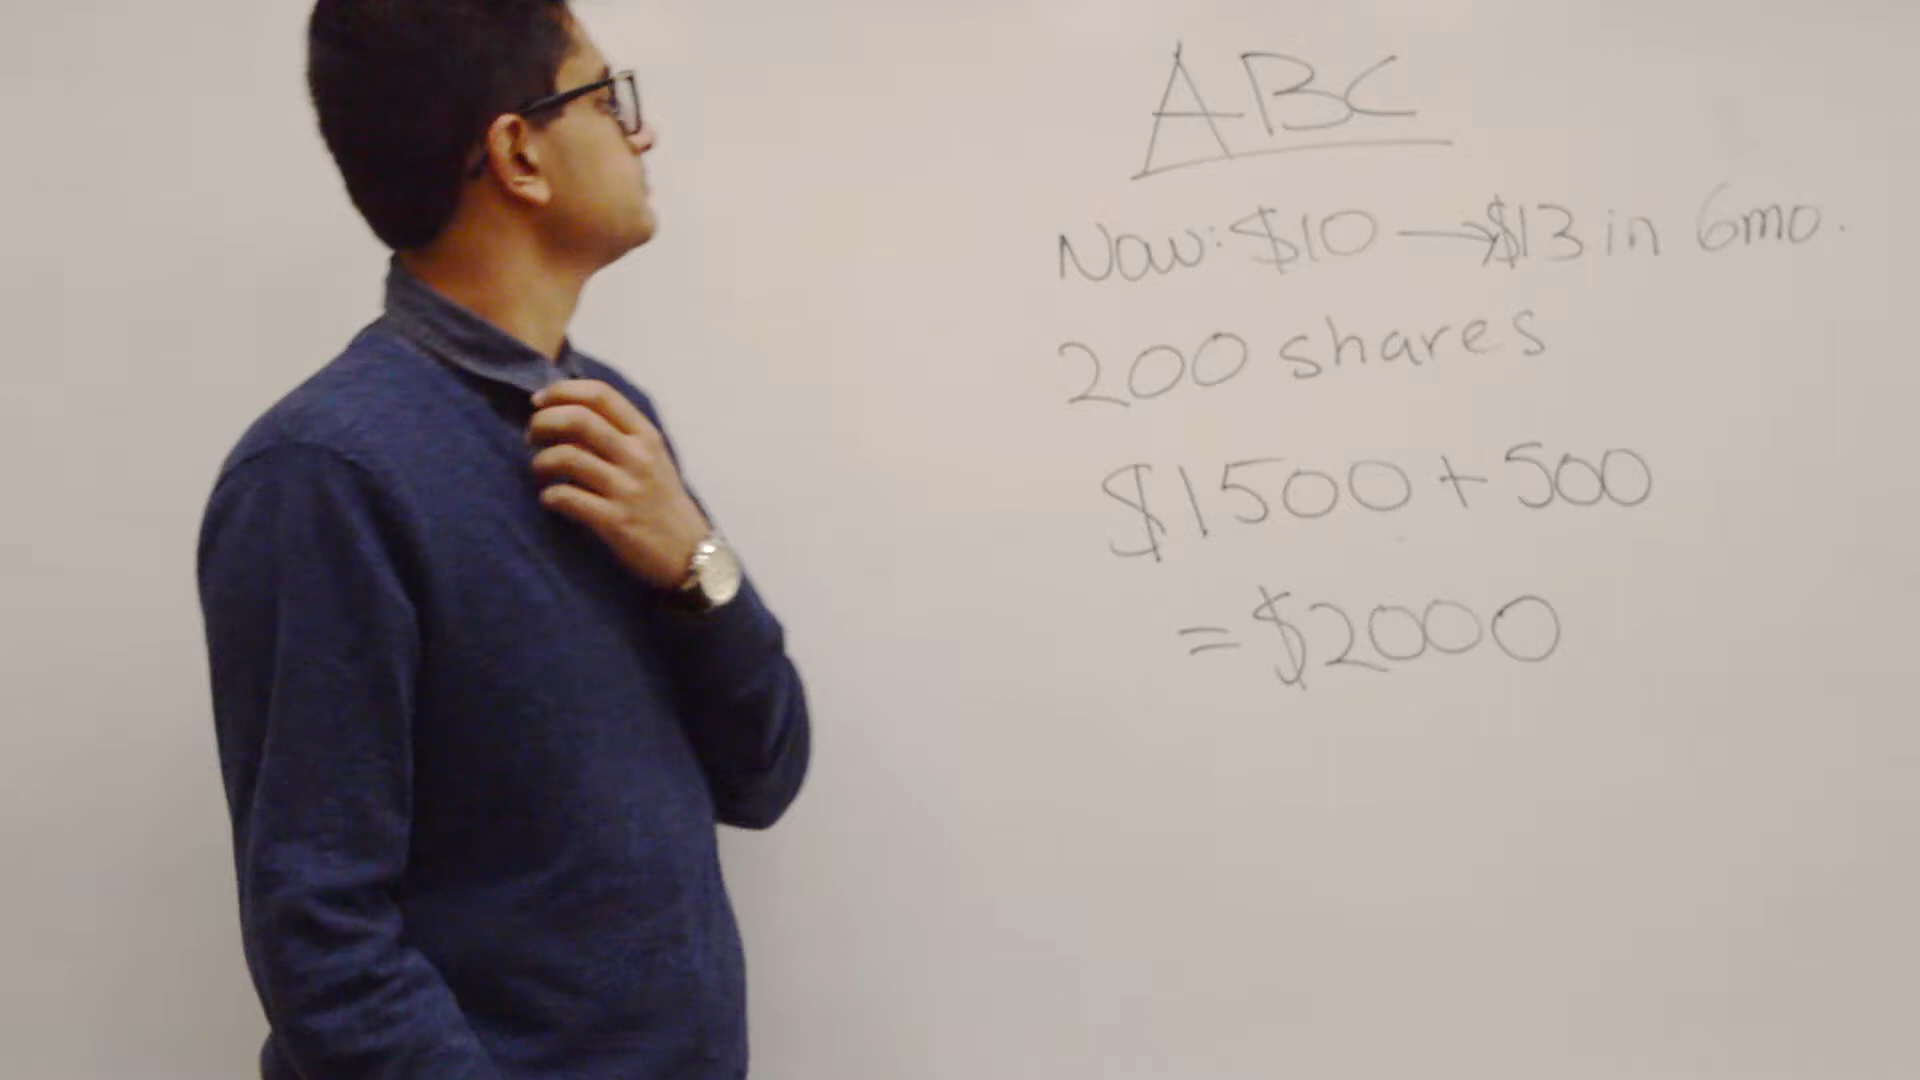 ABC
Now: $10 → $13 in 6mo.
200 shares
$1500 + 500
= $2000